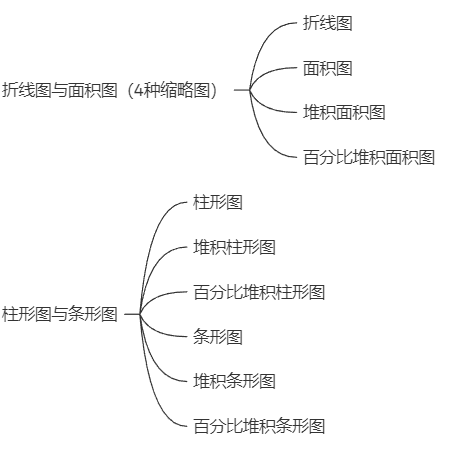 折线图与面积图（4种缩略图）
折线图
面积图
堆积面积图
百分比堆积面积图
柱形图与条形图
柱形图
堆积柱形图
百分比堆积柱形图
条形图
堆积条形图
百分比堆积条形图